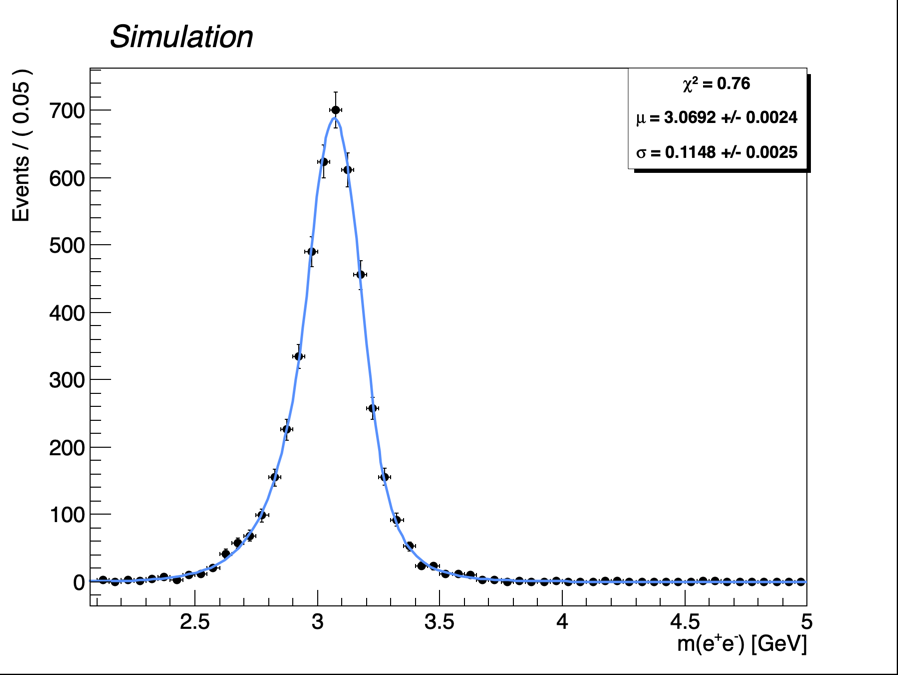 Simulation
Events / ( 0.05 )
χ² = 0.76
μ = 3.0692 +/- 0.0024
σ = 0.1148 +/- 0.0025
700
600
500
400
300
200
100
0
2.5 3 3.5 4 4.5 5
m(e⁺e⁻) [GeV]